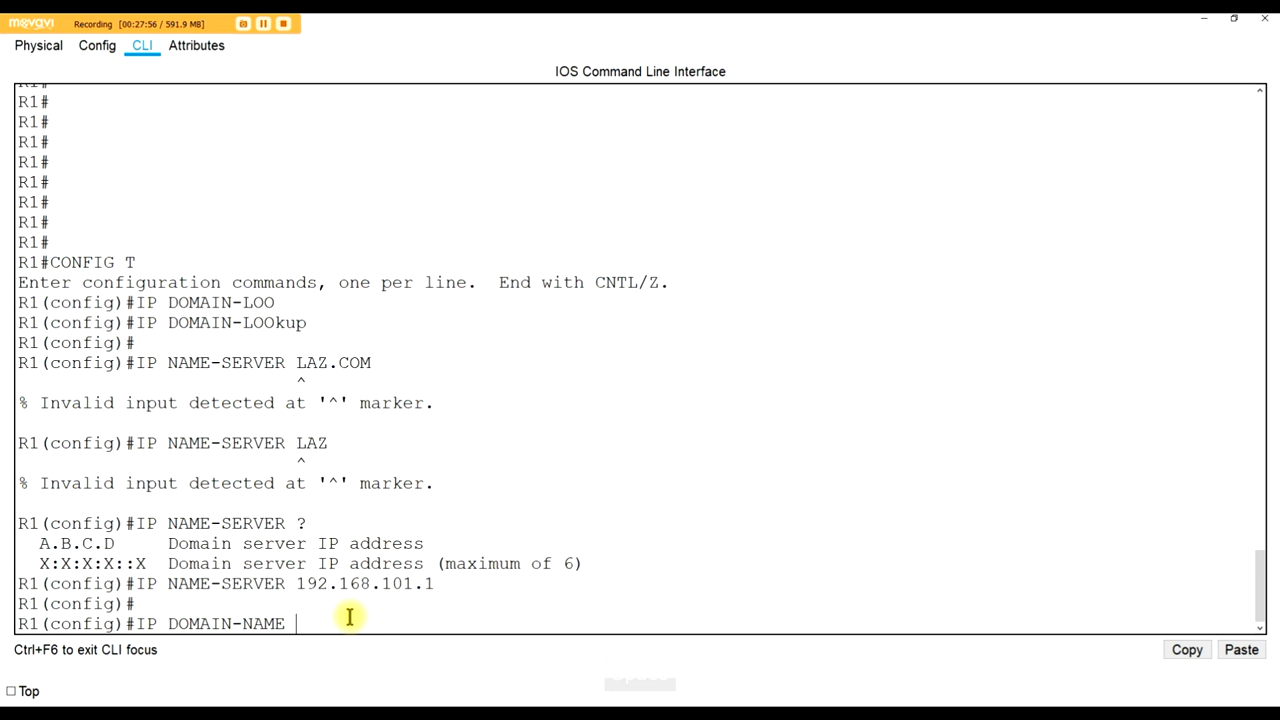 movavi Recording [00:27:56 / 591.9 MB]
Physical Config CLI Attributes
IOS Command Line Interface
R1#
R1#
R1#
R1#
R1#
R1#
R1#
R1#
R1#
R1#CONFIG T
Enter configuration commands, one per line.  End with CNTL/Z.
R1(config)#IP DOMAIN-LOO
R1(config)#IP DOMAIN-LOOkup
R1(config)#
R1(config)#IP NAME-SERVER LAZ.COM
^
% Invalid input detected at '^' marker.
R1(config)#IP NAME-SERVER LAZ
^
% Invalid input detected at '^' marker.
R1(config)#IP NAME-SERVER ?
A.B.C.D     Domain server IP address
X:X:X:X::X  Domain server IP address (maximum of 6)
R1(config)#IP NAME-SERVER 192.168.101.1
R1(config)#
R1(config)#IP DOMAIN-NAME
Ctrl+F6 to exit CLI focus
Copy Paste
Top